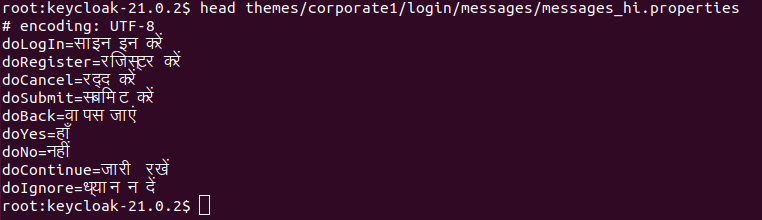 root:keycloak-21.0.2$ head themes/corporate1/login/messages/messages_hi.properties
# encoding: UTF-8
doLogIn=साइन इन करें
doRegister=रजिस्टर करें
doCancel=रद्द करें
doSubmit=सबमिट करें
doBack=वापस जाएं
doYes=हाँ
doNo=नहीं
doContinue=जारी रखें
doIgnore=ध्यान न दें
root:keycloak-21.0.2$